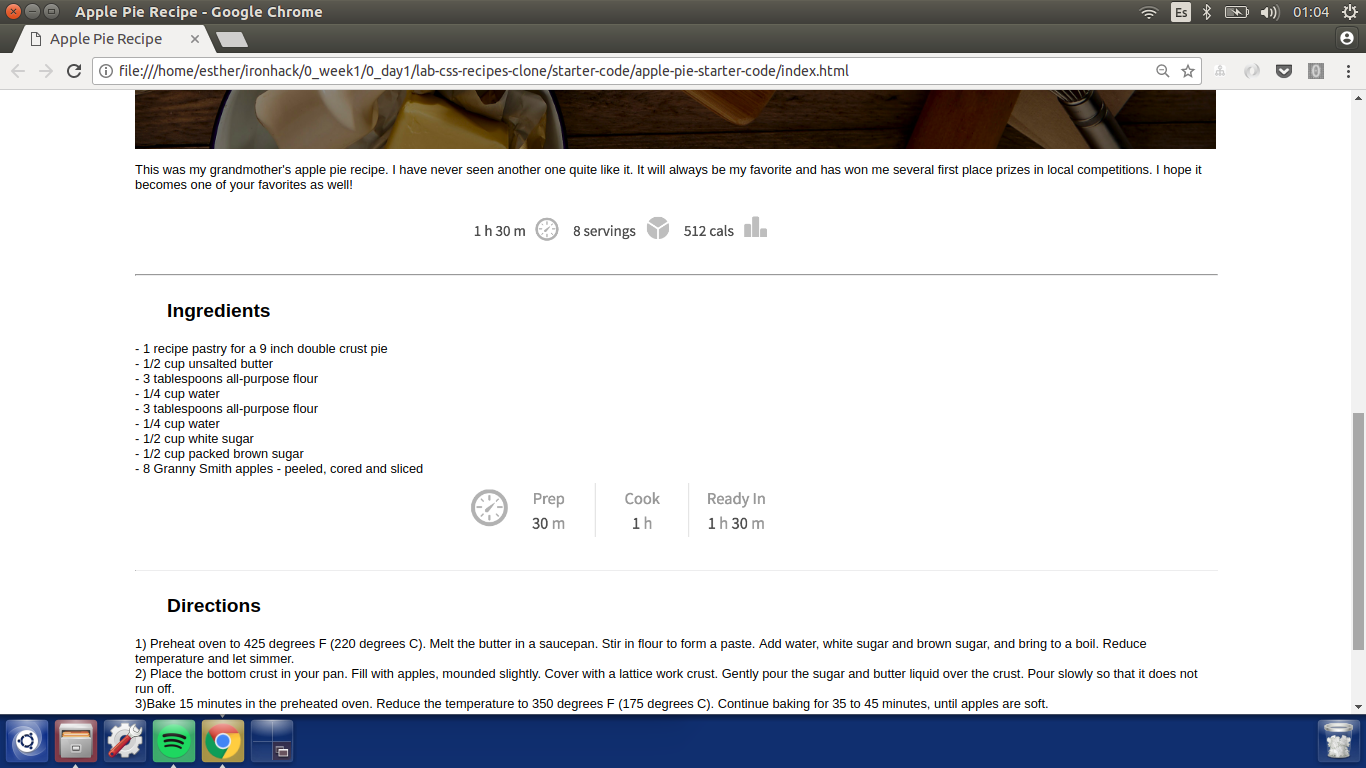 Apple Pie Recipe - Google Chrome
Es
01:04
Apple Pie Recipe
file:///home/esther/ironhack/0_week1/0_day1/lab-css-recipes-clone/starter-code/apple-pie-starter-code/index.html
0
This was my grandmother's apple pie recipe. I have never seen another one quite like it. It will always be my favorite and has won me several first place prizes in local competitions. I hope it
becomes one of your favorites as well!
1 h 30 m 8 servings 512 cals
Ingredients
- 1 recipe pastry for a 9 inch double crust pie
- 1/2 cup unsalted butter
- 3 tablespoons all-purpose flour
- 1/4 cup water
- 3 tablespoons all-purpose flour
- 1/4 cup water
- 1/2 cup white sugar
- 1/2 cup packed brown sugar
- 8 Granny Smith apples - peeled, cored and sliced
Prep Cook Ready In
30 m 1 h 1 h 30 m
Directions
1) Preheat oven to 425 degrees F (220 degrees C). Melt the butter in a saucepan. Stir in flour to form a paste. Add water, white sugar and brown sugar, and bring to a boil. Reduce
temperature and let simmer.
2) Place the bottom crust in your pan. Fill with apples, mounded slightly. Cover with a lattice work crust. Gently pour the sugar and butter liquid over the crust. Pour slowly so that it does not
run off.
3)Bake 15 minutes in the preheated oven. Reduce the temperature to 350 degrees F (175 degrees C). Continue baking for 35 to 45 minutes, until apples are soft.